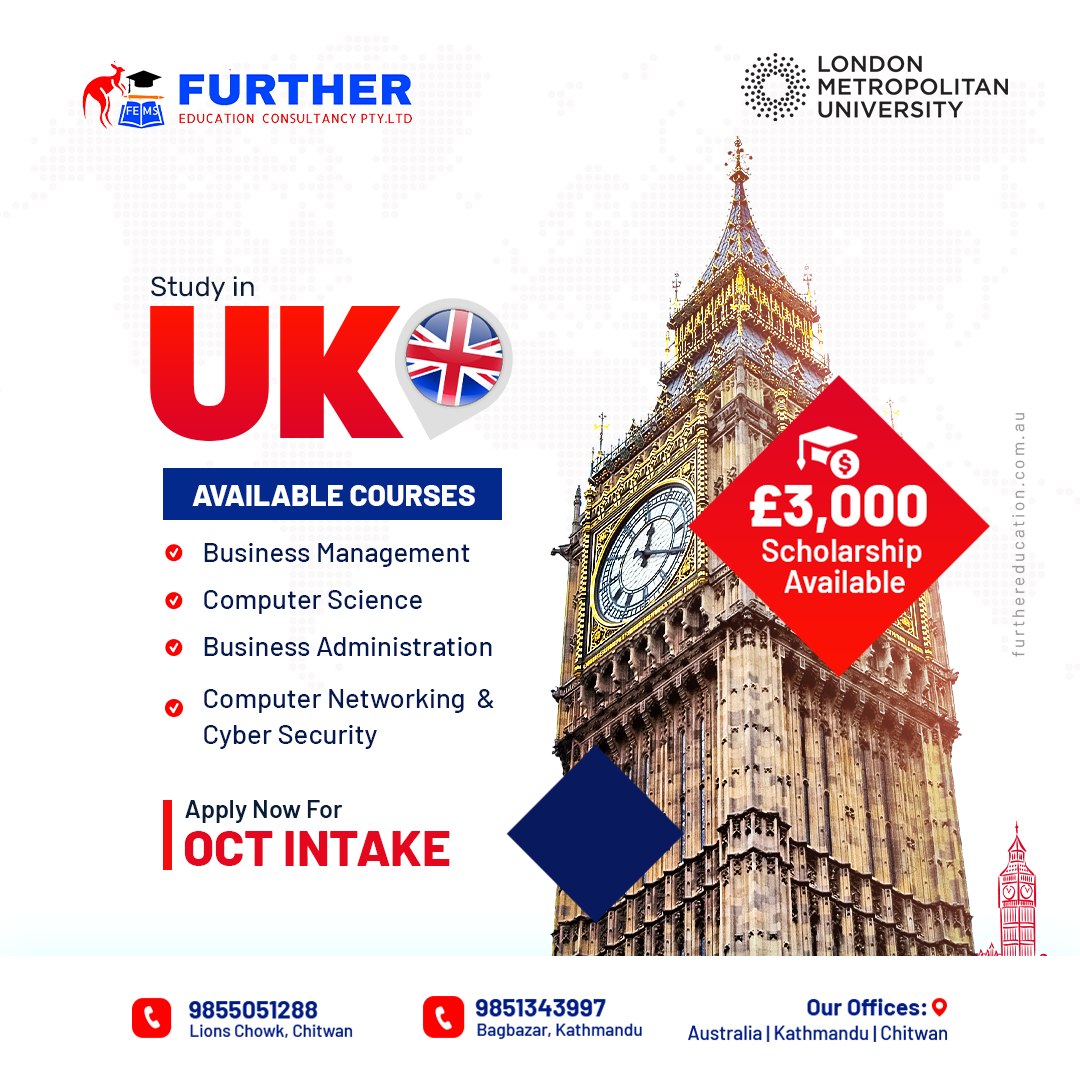 FEMS
FURTHER
EDUCATION CONSULTANCY PTY.LTD
LONDON
METROPOLITAN
UNIVERSITY
Study in
UK
AVAILABLE COURSES
Business Management
Computer Science
Business Administration
Computer Networking &
Cyber Security
Apply Now For
OCT INTAKE
$
£3,000
Scholarship
Available
furthereducation.com.au
9855051288
Lions Chowk, Chitwan
9851343997
Bagbazar, Kathmandu
Our Offices:
Australia | Kathmandu | Chitwan